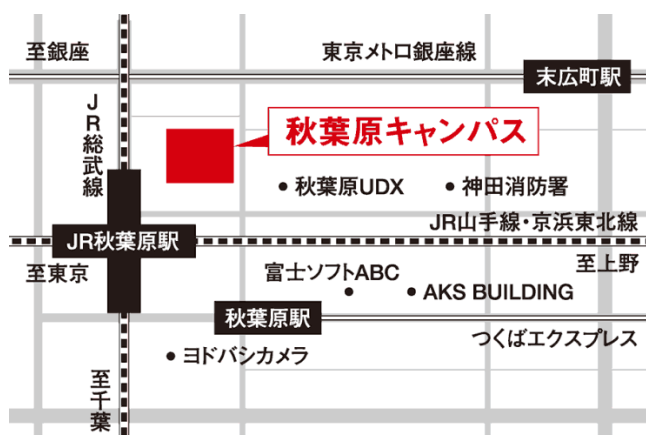 至銀座
東京メトロ銀座線
末広町駅
JR総武線
秋葉原キャンパス
秋葉原UDX
神田消防署
JR山手線・京浜東北線
JR秋葉原駅
至東京
至上野
富士ソフトABC
AKS BUILDING
秋葉原駅
つくばエクスプレス
ヨドバシカメラ
至千葉